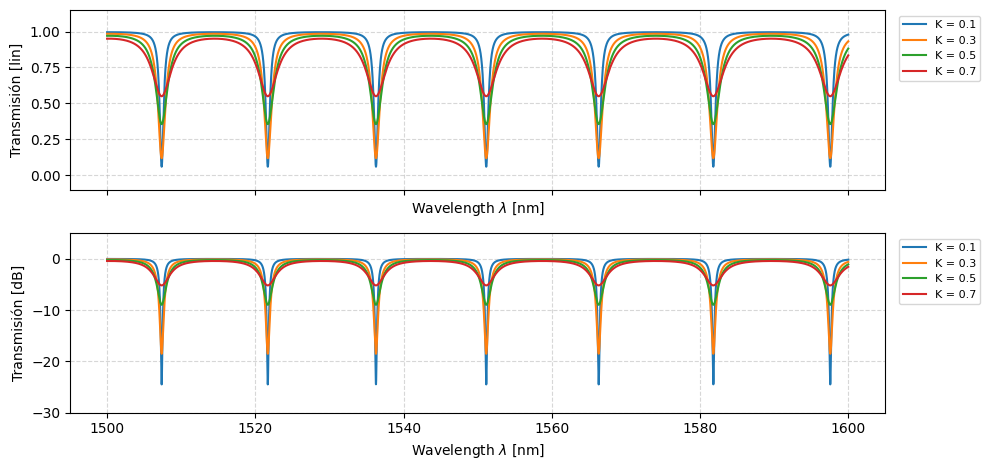 Transmisión [lin]
1.00
0.75
0.50
0.25
0.00
Wavelength λ [nm]
K = 0.1
K = 0.3
K = 0.5
K = 0.7
Transmisión [dB]
0
−10
−20
−30
1500
1520
1540
1560
1580
1600
Wavelength λ [nm]
K = 0.1
K = 0.3
K = 0.5
K = 0.7